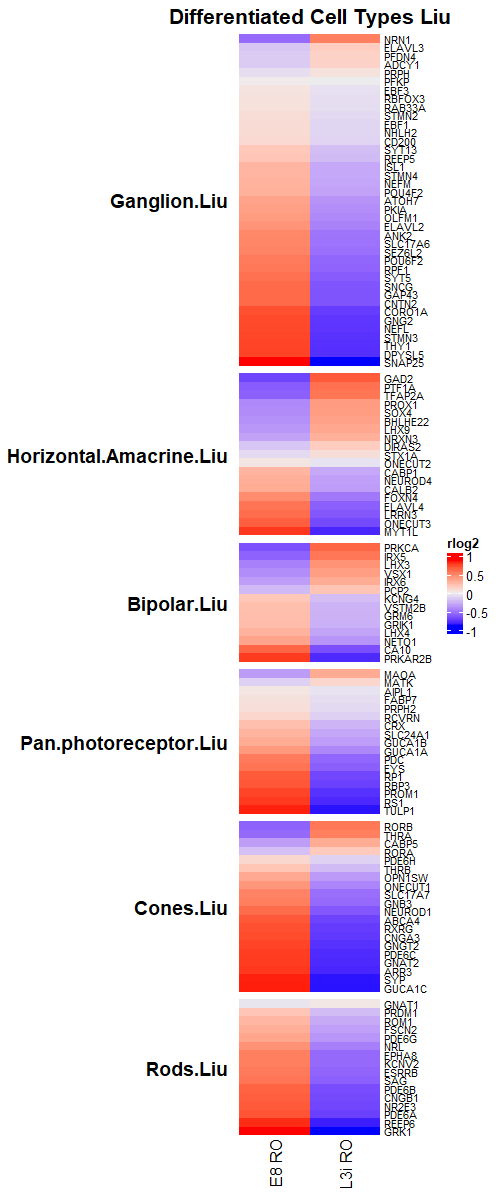 Differentiated Cell Types Liu
Ganglion.Liu
NRN1
ELAVL3
PFDN4
ADCY1
PRPH
PFKP
EBF3
RBFOX3
RAB33A
STMN2
EBF1
NHLH2
CD200
SYT13
REEP5
ISL1
STMN4
NEFM
POU4F2
ATOH7
PKIA
OLFM1
ELAVL2
ANK2
SLC17A6
SEZ6L2
POU6F2
RPF1
SYT5
SNCG
GAP43
CNTN2
CORO1A
GNG2
NEFL
STMN3
THY1
DPYSL5
SNAP25
Horizontal.Amacrine.Liu
GAD2
PTF1A
TFAP2A
PROX1
SOX4
BHLHE22
LHX9
NRXN3
DIRAS2
STX1A
ONECUT2
CABP1
NEUROD4
CALB2
FOXN4
ELAVL4
LRRN3
ONECUT3
MYT1L
Bipolar.Liu
PRKCA
IRX5
LHX3
VSX1
IRX6
PCP2
KCNG4
VSTM2B
GRM6
GRIK1
LHX4
NETO1
CA10
PRKAR2B
Pan.photoreceptor.Liu
MAOA
MATK
AIPL1
FABP7
PRPH2
RCVRN
CRX
SLC24A1
GUCA1B
GUCA1A
PDC
EYS
RP1
RBP3
PROM1
RS1
TULP1
Cones.Liu
RORB
THRA
CABP5
RORA
PDE6H
THRB
OPN1SW
ONECUT1
SLC17A7
GNB3
NEUROD1
ABCA4
RXRG
CNGA3
GNGT2
PDE6C
GNAT2
ARR3
SYP
GUCA1C
Rods.Liu
GNAT1
PRDM1
ROM1
FSCN2
PDE6G
NRL
EPHA8
KCNV2
ESRRB
SAG
PDE6B
CNGB1
NR2E3
PDE6A
REEP6
GRK1
E8 RO
L3i RO
rlog2
1
0.5
0
-0.5
-1